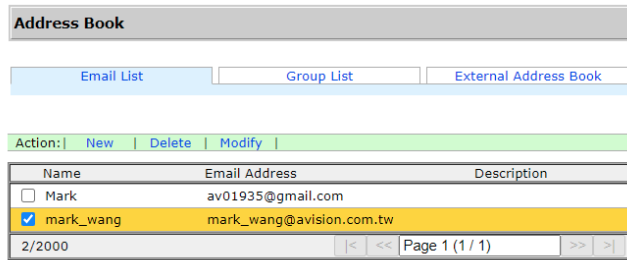 Address Book
Email List Group List External Address Book
Action:| New | Delete | Modify |
Name Email Address Description
Mark av01935@gmail.com
mark_wang mark_wang@avision.com.tw
2/2000 |< << Page 1 (1 / 1) >> >|